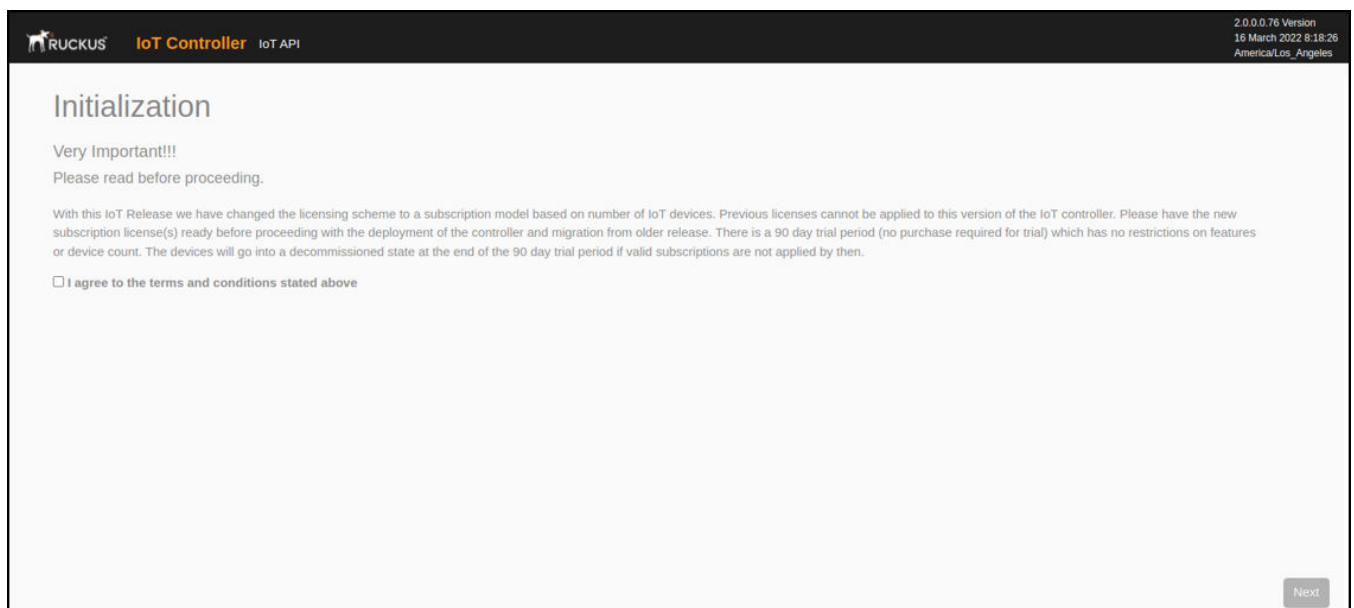 RUCKUS IoT Controller IoT API
2.0.0.0.76 Version
16 March 2022 8:18:26
America/Los_Angeles
Initialization
Very Important!!!
Please read before proceeding.
With this IoT Release we have changed the licensing scheme to a subscription model based on number of IoT devices. Previous licenses cannot be applied to this version of the IoT controller. Please have the new
subscription license(s) ready before proceeding with the deployment of the controller and migration from older release. There is a 90 day trial period (no purchase required for trial) which has no restrictions on features
or device count. The devices will go into a decommissioned state at the end of the 90 day trial period if valid subscriptions are not applied by then.
I agree to the terms and conditions stated above
Next